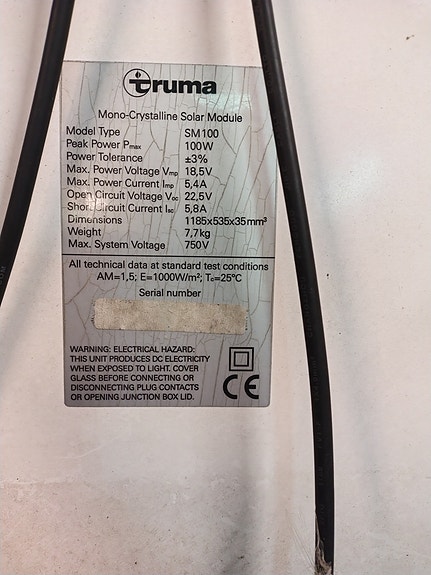 truma
Mono-Crystalline Solar Module
Model Type SM100
Peak Power Pmax 100W
Power Tolerance ±3%
Max. Power Voltage Vmp 18,5V
Max. Power Current Imp 5,4A
Open Circuit Voltage Voc 22,5V
Short Circuit Current Isc 5,8A
Dimensions 1185x535x35mm³
Weight 7,7kg
Max. System Voltage 750V
All technical data at standard test conditions
AM=1,5; E=1000W/m²; Tc=25°C
Serial number
WARNING: ELECTRICAL HAZARD:
THIS UNIT PRODUCES DC ELECTRICITY
WHEN EXPOSED TO LIGHT. COVER
GLASS BEFORE CONNECTING OR
DISCONNECTING PLUG CONTACTS
OR OPENING JUNCTION BOX LID.
CE